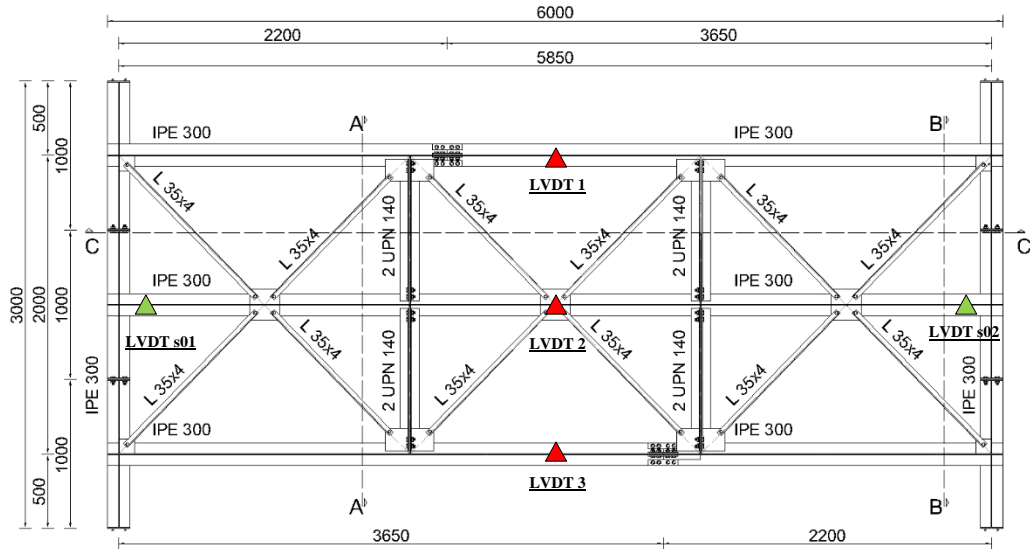 6000
2200 3650
5850
500
1000
A B
IPE 300 IPE 300
LVDT 1
L 35x4 L 35x4 L 35x4 L 35x4 L 35x4 L 35x4
2 UPN 140 2 UPN 140
C C
IPE 300 IPE 300
3000 2000 1000
LVDT s01 LVDT 2 LVDT s02
L 35x4 L 35x4 L 35x4 L 35x4 L 35x4 L 35x4
2 UPN 140 2 UPN 140
IPE 300 IPE 300
IPE 300 IPE 300
1000
500
LVDT 3
A B
3650 2200